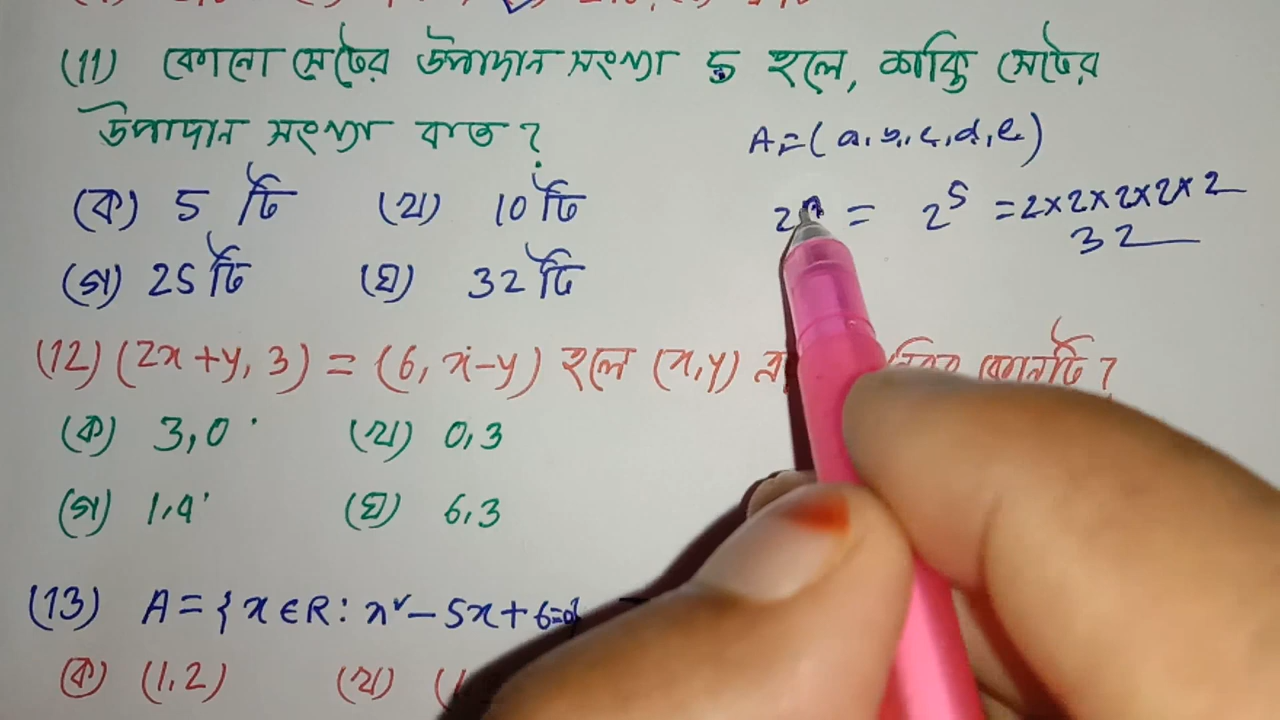 (11) কোনো সেটের উপাদান সংখ্যা 5 হলে, শক্তি সেটের
উপাদান সংখ্যা কত ?
A = (a, b, c, d, e)
(ক) 5 টি (খ) 10 টি
2ⁿ = 2⁵ = 2×2×2×2×2
32
(গ) 25 টি (ঘ) 32 টি
(12) (2x+y, 3) = (6, x-y) হলে (x,y) কোনটি ?
(ক) 3,0 (খ) 0,3
(গ) 1,4 (ঘ) 6,3
(13) A = { x ∈ R : x² - 5x + 6=0}
(ক) (1,2) (খ) (1